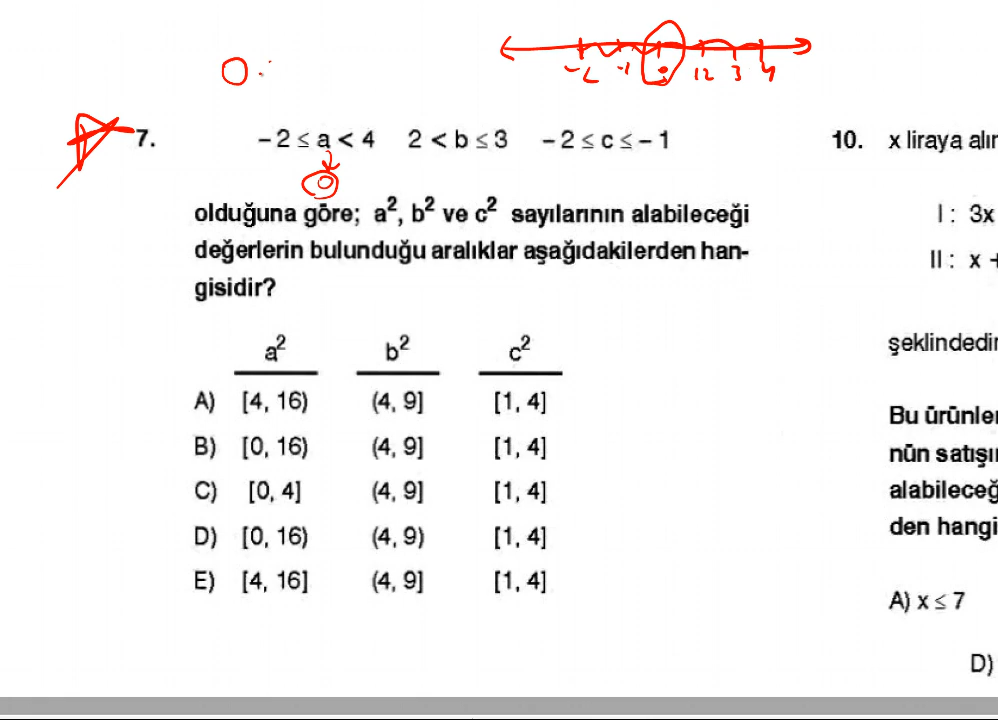 -2 -1 0 1 2 3 4
0
7. – 2 ≤ a < 4 2 < b ≤ 3 – 2 ≤ c ≤ – 1
0
olduğuna göre; a², b² ve c² sayılarının alabileceği
değerlerin bulunduğu aralıklar aşağıdakilerden han-
gisidir?
a² b² c²
A) [4, 16) (4, 9] [1, 4]
B) [0, 16) (4, 9] [1, 4]
C) [0, 4] (4, 9] [1, 4]
D) [0, 16) (4, 9) [1, 4]
E) [4, 16] (4, 9] [1, 4]
10. x liraya alın
I : 3x
II : x +
şeklindedir
Bu ürünler
nün satışın
alabileceğ
den hangi
A) x ≤ 7
D)